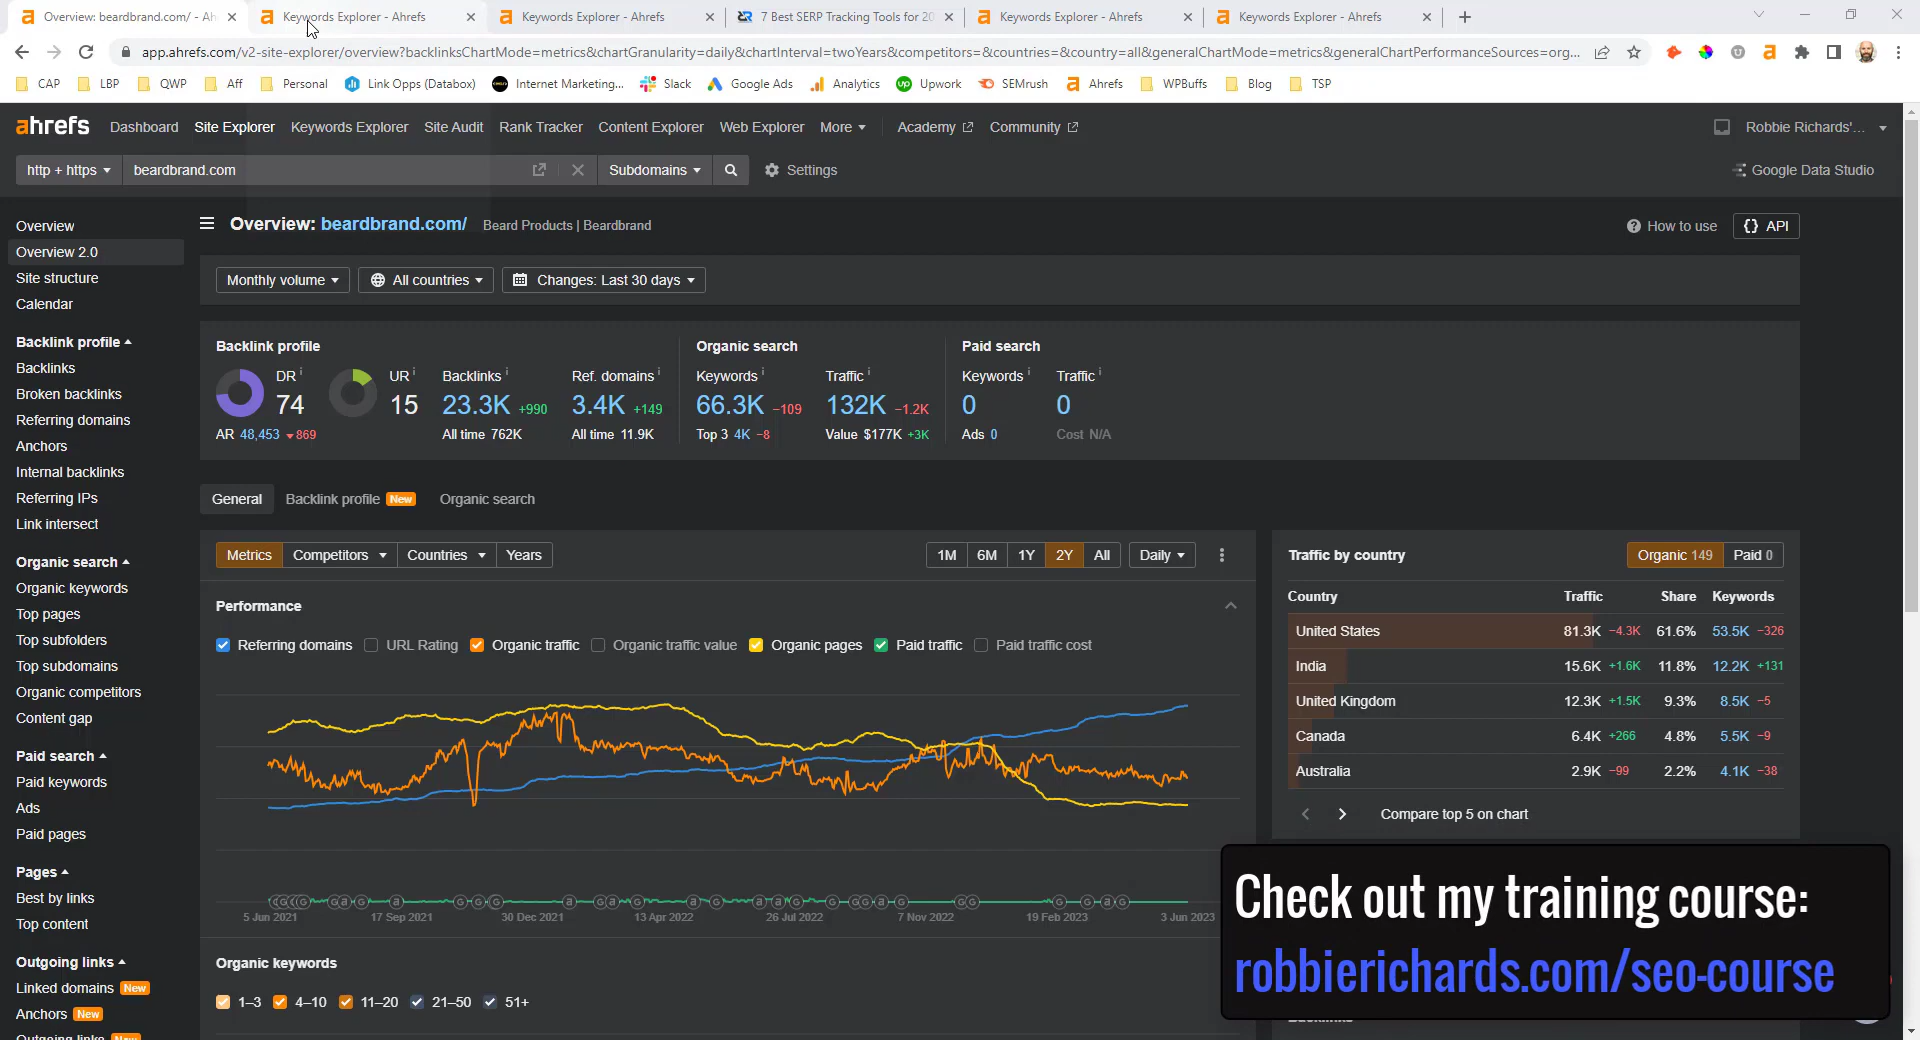 Overview: beardbrand.com/ - Ah
Keywords Explorer - Ahrefs
Keywords Explorer - Ahrefs
7 Best SERP Tracking Tools for 20
Keywords Explorer - Ahrefs
Keywords Explorer - Ahrefs
app.ahrefs.com/v2-site-explorer/overview?backlinksChartMode=metrics&chartGranularity=daily&chartInterval=twoYears&competitors=&countries=&country=all&generalChartMode=metrics&generalChartPerformanceSources=org...
CAP LBP QWP Aff Personal Link Opps (Databox) Internet Marketing... Slack Google Ads Analytics Upwork SEMrush Ahrefs WPBuffs Blog TSP
ahrefs Dashboard Site Explorer Keywords Explorer Site Audit Rank Tracker Content Explorer Web Explorer More Academy Community Robbie Richards'...
http + https beardbrand.com Subdomains Settings Google Data Studio
Overview
Overview 2.0
Site structure
Calendar
Backlink profile
Backlinks
Broken backlinks
Referring domains
Anchors
Internal backlinks
Referring IPs
Link intersect
Organic search
Organic keywords
Top pages
Top subfolders
Top subdomains
Organic competitors
Content gap
Paid search
Paid keywords
Ads
Paid pages
Pages
Best by links
Top content
Outgoing links
Linked domains New
Anchors New
Outgoing links New
Overview: beardbrand.com/ Beard Products | Beardbrand How to use {} API
Monthly volume All countries Changes: Last 30 days
Backlink profile
DR 74
AR 48,453 869
UR 15
Backlinks
23.3K +990
All time 762K
Ref. domains
3.4K +149
All time 11.9K
Organic search
Keywords
66.3K −109
Top 3 4K −8
Traffic
132K −1.2K
Value $177K +3K
Paid search
Keywords
0
Ads 0
Traffic
0
Cost N/A
General Backlink profile New Organic search
Metrics Competitors Countries Years 1M 6M 1Y 2Y All Daily
Performance
Referring domains URL Rating Organic traffic Organic traffic value Organic pages Paid traffic Paid traffic cost
5 Jun 2021 17 Sep 2021 30 Dec 2021 13 Apr 2022 26 Jul 2022 7 Nov 2022 19 Feb 2023 3 Jun 2023
Organic keywords
1–3 4–10 11–20 21–50 51+
Traffic by country Organic 149 Paid 0
Country Traffic Share Keywords
United States 81.3K −4.3K 61.6% 53.5K −326
India 15.6K +1.6K 11.8% 12.2K +131
United Kingdom 12.3K +1.5K 9.3% 8.5K −5
Canada 6.4K +266 4.8% 5.5K −9
Australia 2.9K −99 2.2% 4.1K −38
Compare top 5 on chart
Check out my training course:
robbierichards.com/seo-course